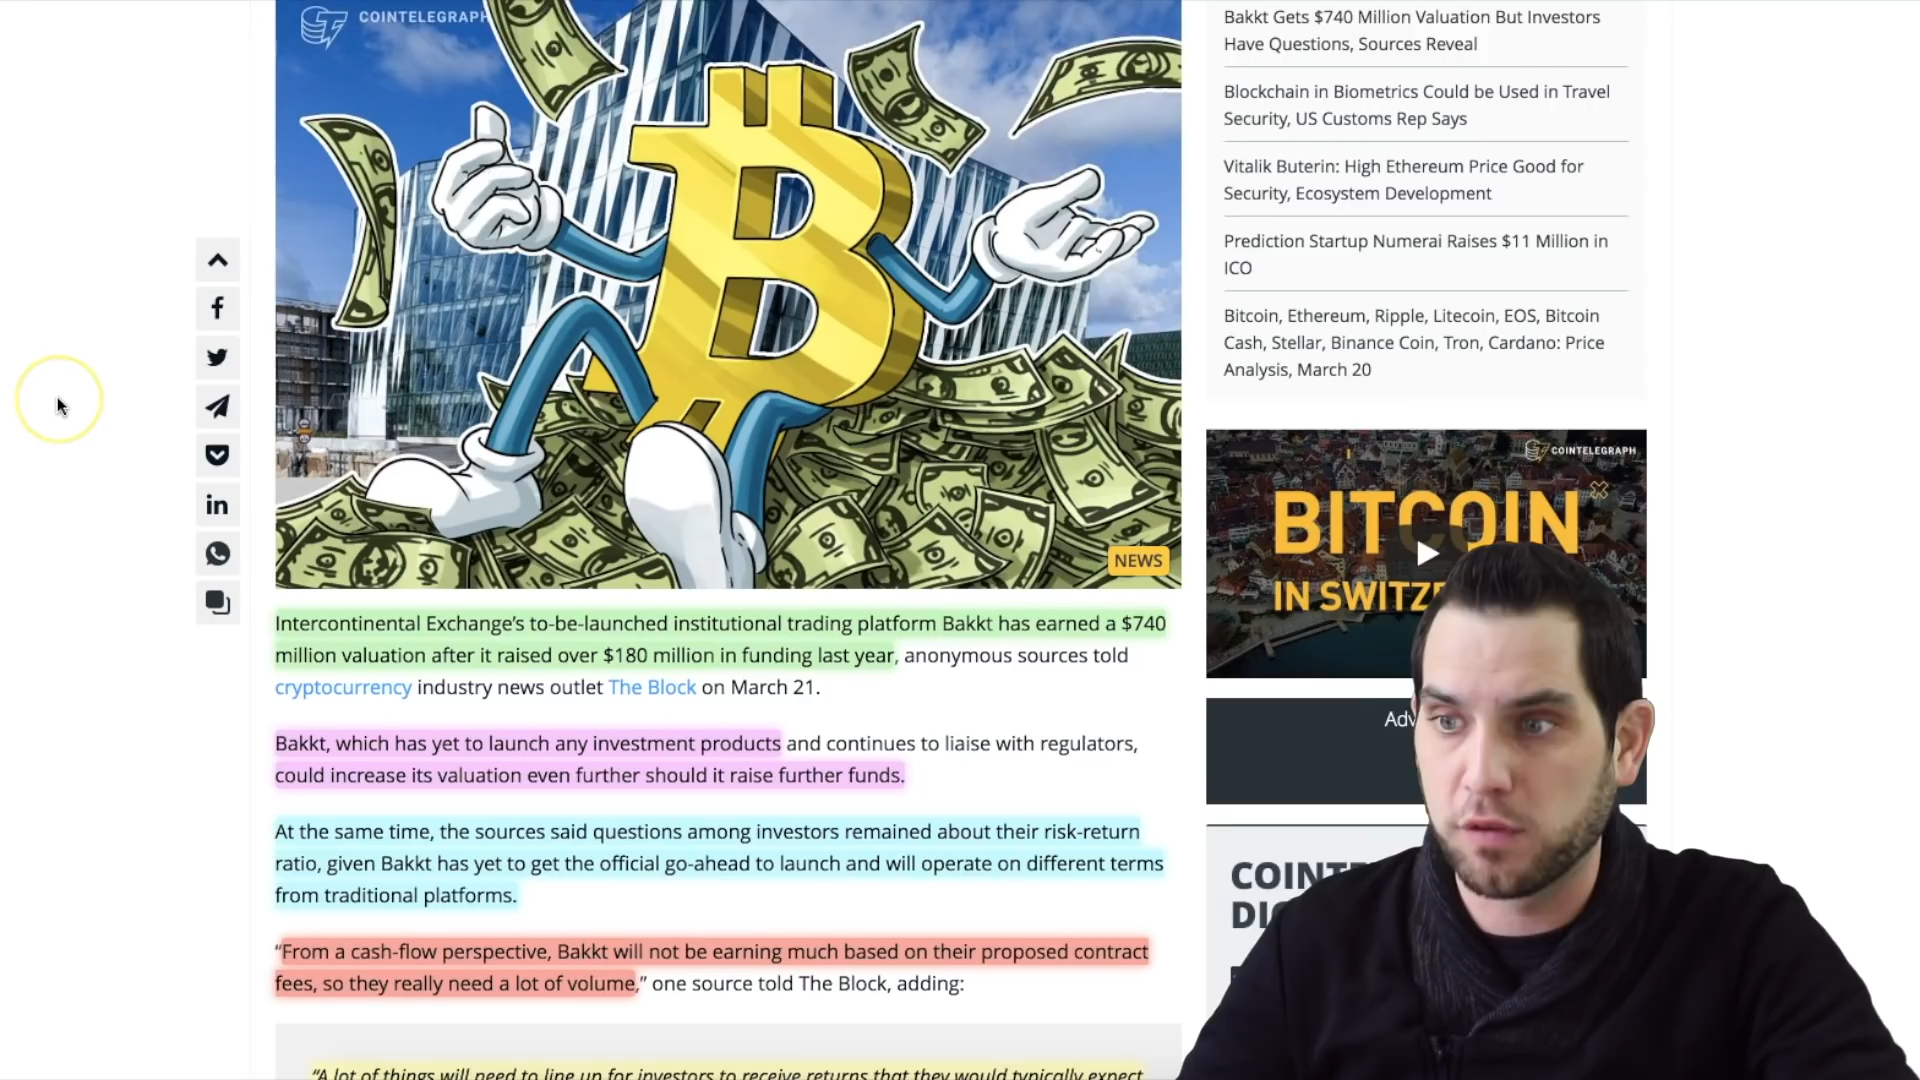 COINTELEGRAPH
NEWS
Intercontinental Exchange's to-be-launched institutional trading platform Bakkt has earned a $740
million valuation after it raised over $180 million in funding last year, anonymous sources told
cryptocurrency industry news outlet The Block on March 21.
Bakkt, which has yet to launch any investment products and continues to liaise with regulators,
could increase its valuation even further should it raise further funds.
At the same time, the sources said questions among investors remained about their risk-return
ratio, given Bakkt has yet to get the official go-ahead to launch and will operate on different terms
from traditional platforms.
“From a cash-flow perspective, Bakkt will not be earning much based on their proposed contract
fees, so they really need a lot of volume,” one source told The Block, adding:
“A lot of things will need to line up for investors to receive returns that they would typically expect
Bakkt Gets $740 Million Valuation But Investors
Have Questions, Sources Reveal
Blockchain in Biometrics Could be Used in Travel
Security, US Customs Rep Says
Vitalik Buterin: High Ethereum Price Good for
Security, Ecosystem Development
Prediction Startup Numerai Raises $11 Million in
ICO
Bitcoin, Ethereum, Ripple, Litecoin, EOS, Bitcoin
Cash, Stellar, Binance Coin, Tron, Cardano: Price
Analysis, March 20
COINTELEGRAPH
BITCOIN
IN SWITZ
Adv
COINT
DI